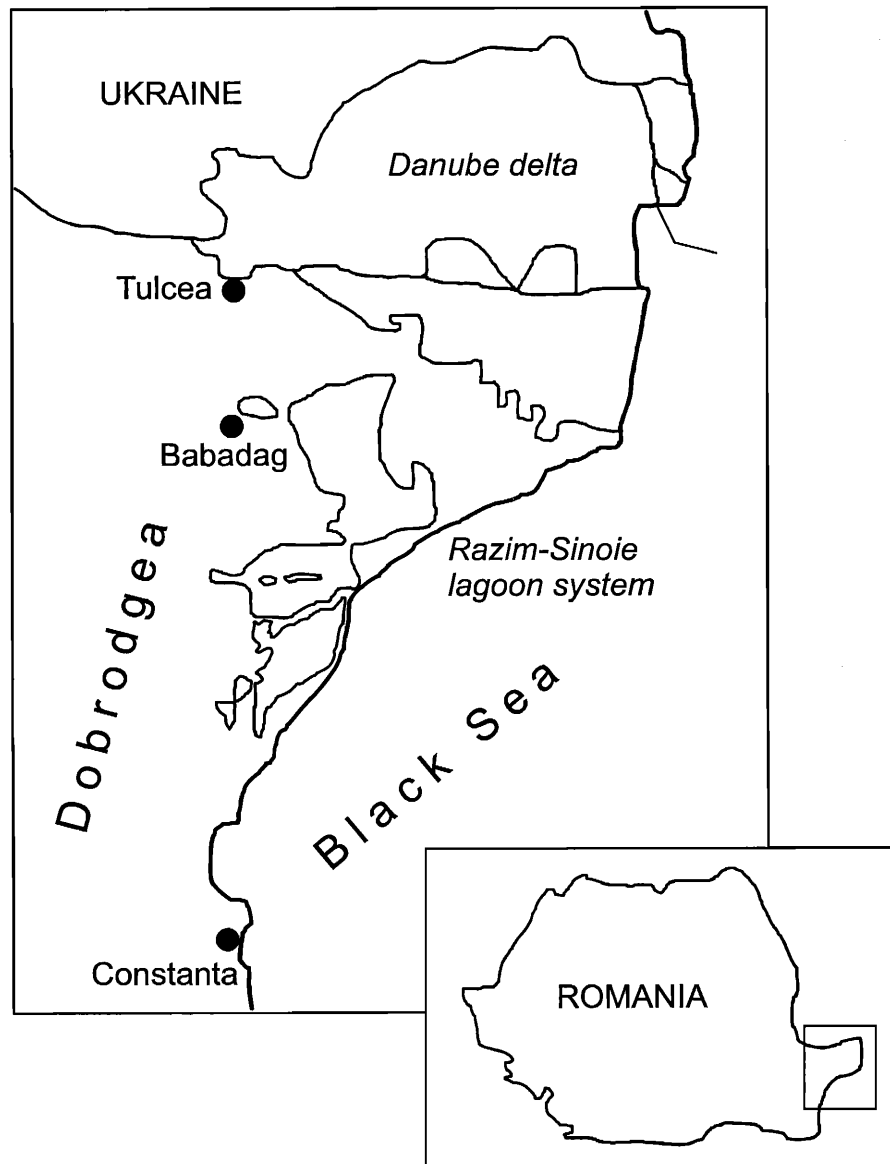 UKRAINE
Danube delta
Tulcea
Babadag
Razim-Sinoie
lagoon system
Dobrodgea
Black Sea
Constanta
ROMANIA